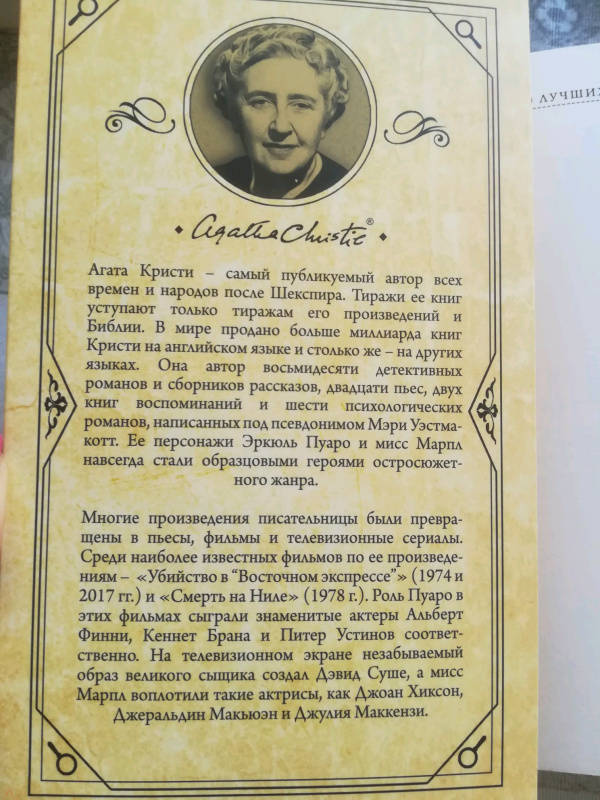 Agatha Christie®
О ЛУЧШИХ
Агата Кристи – самый публикуемый автор всех
времен и народов после Шекспира. Тиражи ее книг
уступают только тиражам его произведений и
Библии. В мире продано больше миллиарда книг
Кристи на английском языке и столько же – на других
языках. Она автор восьмидесяти детективных
романов и сборников рассказов, двадцати пьес, двух
книг воспоминаний и шести психологических
романов, написанных под псевдонимом Мэри Уэстма-
котт. Ее персонажи Эркюль Пуаро и мисс Марпл
навсегда стали образцовыми героями остросюжет-
ного жанра.
Многие произведения писательницы были превра-
щены в пьесы, фильмы и телевизионные сериалы.
Среди наиболее известных фильмов по ее произведе-
ниям – «Убийство в “Восточном экспрессе”» (1974 и
2017 гг.) и «Смерть на Ниле» (1978 г.). Роль Пуаро в
этих фильмах сыграли знаменитые актеры Альберт
Финни, Кеннет Брана и Питер Устинов соответ-
ственно. На телевизионном экране незабываемый
образ великого сыщика создал Дэвид Суше, а мисс
Марпл воплотили такие актрисы, как Джоан Хиксон,
Джеральдин Макьюэн и Джулия Маккензи.